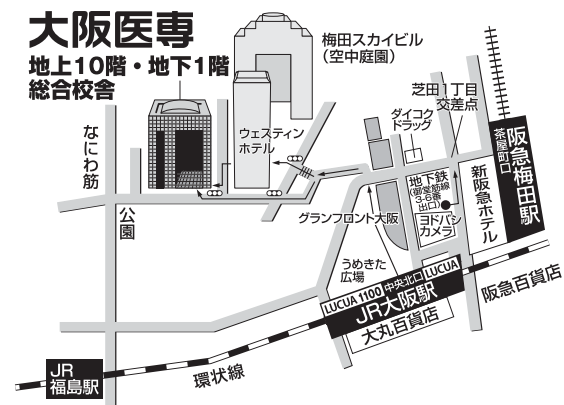 大阪医専
地上10階・地下1階
総合校舎
梅田スカイビル
(空中庭園)
芝田1丁目
交差点
ダイコク
ドラッグ
ウェスティン
ホテル
なにわ筋
公園
茶屋町口
阪急梅田駅
地下鉄
(御堂筋線
3-6番
出口)
新阪急ホテル
ヨドバシ
カメラ
グランフロント大阪
うめきた
広場
LUCUA 1100
中央北口
LUCUA
JR大阪駅
大丸百貨店
阪急百貨店
環状線
JR
福島駅